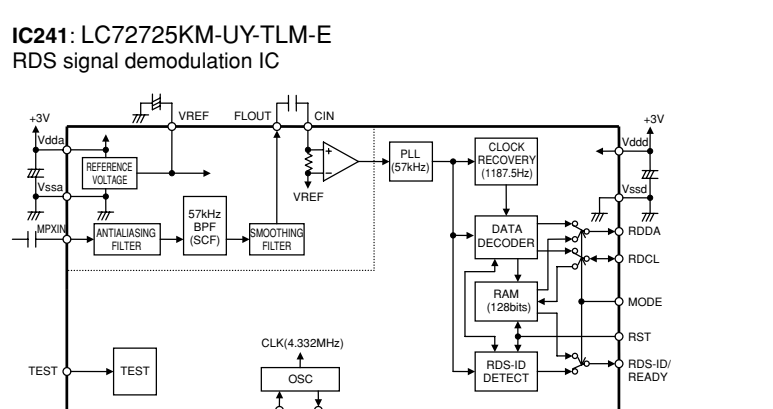 IC241: LC72725KM-UY-TLM-E
RDS signal demodulation IC
+3V
VREF
FLOUT
CIN
+3V
Vdda
Vddd
REFERENCE
VOLTAGE
+
−
VREF
PLL
(57kHz)
CLOCK
RECOVERY
(1187.5Hz)
Vssa
Vssd
MPXIN
ANTIALIASING
FILTER
57kHz
BPF
(SCF)
SMOOTHING
FILTER
DATA
DECODER
RDDA
RDCL
RAM
(128bits)
MODE
RST
CLK(4.332MHz)
TEST
TEST
OSC
RDS-ID
DETECT
RDS-ID/
READY